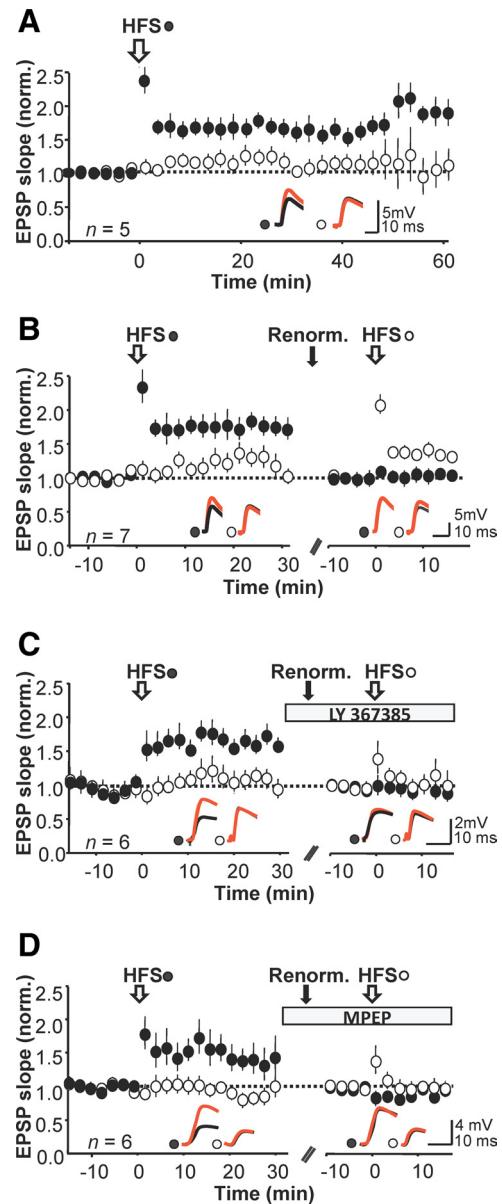 A
HFS
EPSP slope (norm.)
2.5
2.0
1.5
1.0
0.5
0.0
n = 5
5mV
10 ms
0 20 40 60
Time (min)
B
HFS Renorm. HFS
EPSP slope (norm.)
2.5
2.0
1.5
1.0
0.5
0.0
n = 7
5mV
10 ms
-10 0 10 20 30 -10 0 10
Time (min)
C
HFS Renorm. HFS
LY 367385
EPSP slope (norm.)
2.5
2.0
1.5
1.0
0.5
0.0
n = 6
2mV
10 ms
-10 0 10 20 30 -10 0 10
Time (min)
D
HFS Renorm. HFS
MPEP
EPSP slope (norm.)
2.5
2.0
1.5
1.0
0.5
0.0
n = 6
4 mV
10 ms
-10 0 10 20 30 -10 0 10
Time (min)